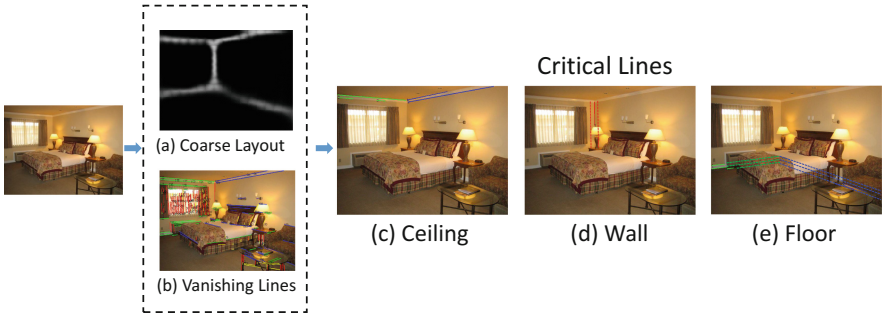 (a) Coarse Layout
(b) Vanishing Lines
Critical Lines
(c) Ceiling
(d) Wall
(e) Floor